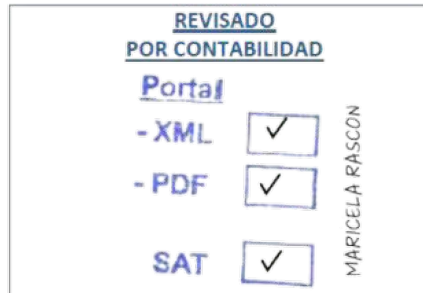 REVISADO
POR CONTABILIDAD
Portal
- XML ✓
- PDF ✓
SAT ✓
MARICELA RASCON